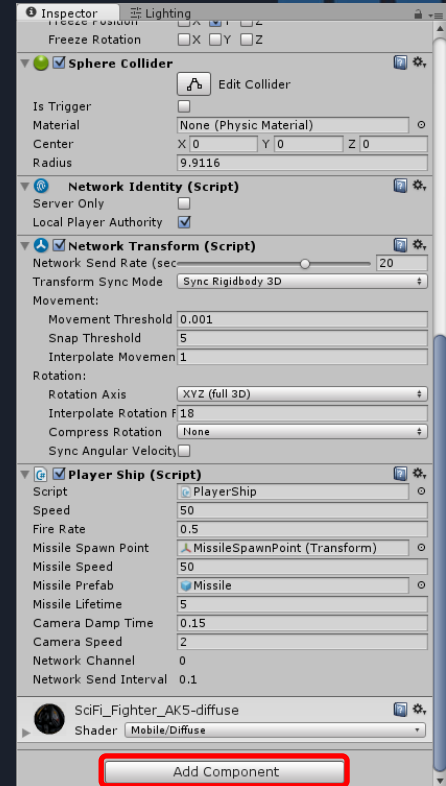 Inspector Lighting
Freeze Position X Y Z
Freeze Rotation X Y Z
Sphere Collider
Edit Collider
Is Trigger
Material None (Physic Material)
Center X 0 Y 0 Z 0
Radius 9.9116
Network Identity (Script)
Server Only
Local Player Authority
Network Transform (Script)
Network Send Rate (sec 20
Transform Sync Mode Sync Rigidbody 3D
Movement:
Movement Threshold 0.001
Snap Threshold 5
Interpolate Movemen 1
Rotation:
Rotation Axis XYZ (full 3D)
Interpolate Rotation F 18
Compress Rotation None
Sync Angular Velocity
Player Ship (Script)
Script PlayerShip
Speed 50
Fire Rate 0.5
Missile Spawn Point MissileSpawnPoint (Transform)
Missile Speed 50
Missile Prefab Missile
Missile Lifetime 5
Camera Damp Time 0.15
Camera Speed 2
Network Channel 0
Network Send Interval 0.1
SciFi_Fighter_AK5-diffuse
Shader Mobile/Diffuse
Add Component